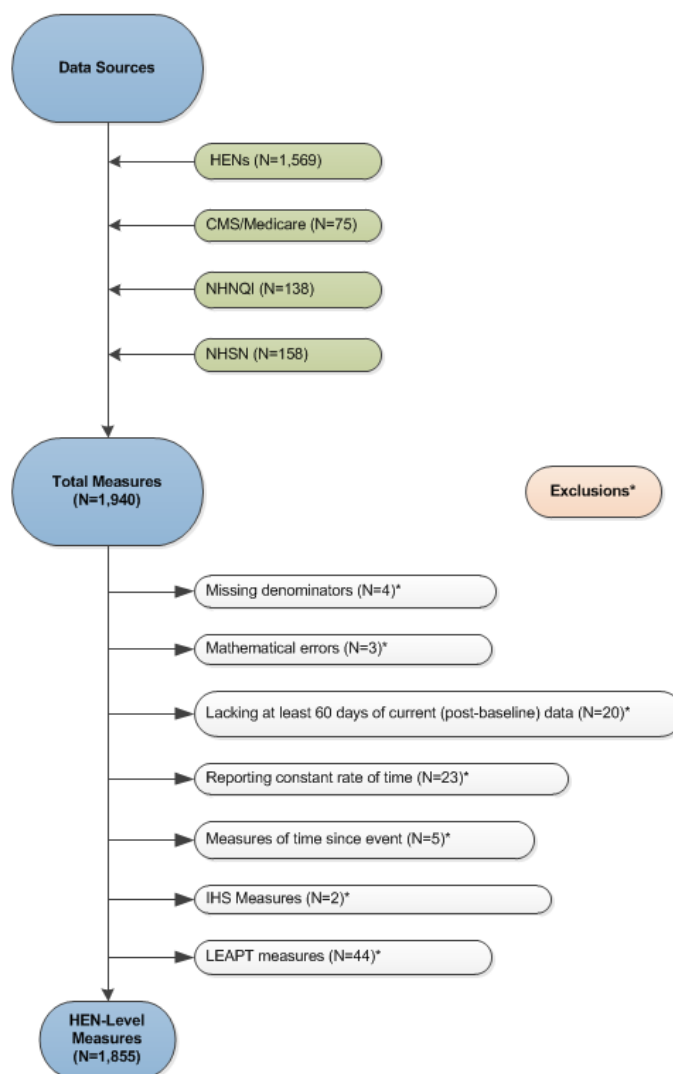 Data Sources
HENs (N=1,569)
CMS/Medicare (N=75)
NHNQI (N=138)
NHSN (N=158)
Total Measures
(N=1,940)
Exclusions*
Missing denominators (N=4)*
Mathematical errors (N=3)*
Lacking at least 60 days of current (post-baseline) data (N=20)*
Reporting constant rate of time (N=23)*
Measures of time since event (N=5)*
IHS Measures (N=2)*
LEAPT measures (N=44)*
HEN-Level
Measures
(N=1,855)